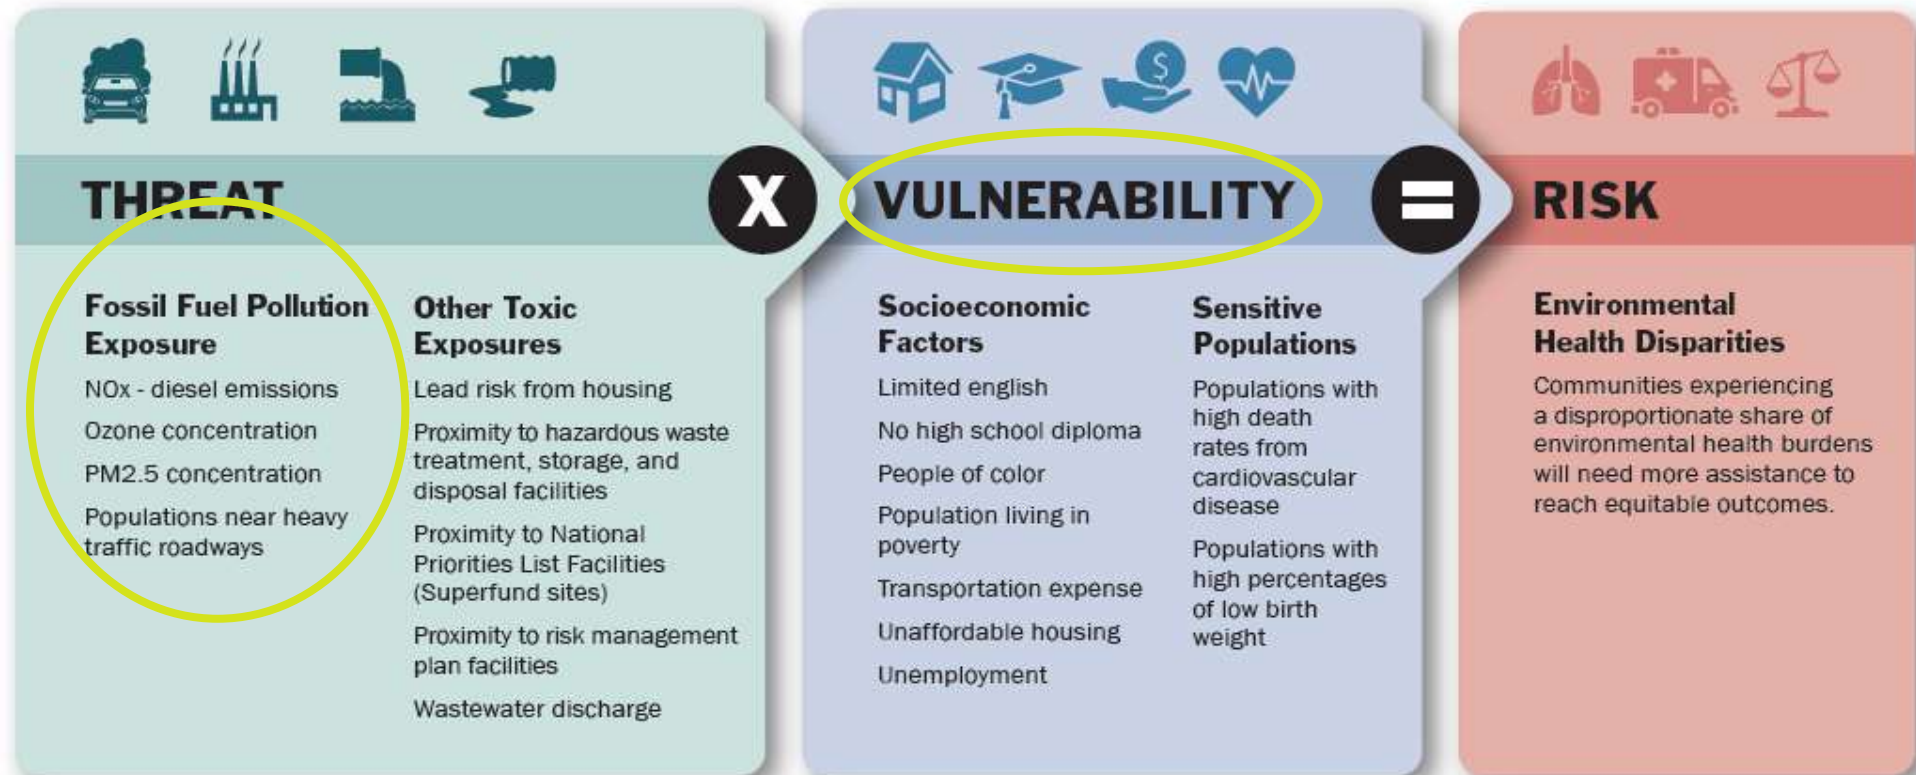 THREAT
X
VULNERABILITY
=
RISK
Fossil Fuel Pollution
Exposure
NOx - diesel emissions
Ozone concentration
PM2.5 concentration
Populations near heavy
traffic roadways
Other Toxic
Exposures
Lead risk from housing
Proximity to hazardous waste
treatment, storage, and
disposal facilities
Proximity to National
Priorities List Facilities
(Superfund sites)
Proximity to risk management
plan facilities
Wastewater discharge
$
Socioeconomic
Factors
Limited english
No high school diploma
People of color
Population living in
poverty
Transportation expense
Unaffordable housing
Unemployment
Sensitive
Populations
Populations with
high death
rates from
cardiovascular
disease
Populations with
high percentages
of low birth
weight
Environmental
Health Disparities
Communities experiencing
a disproportionate share of
environmental health burdens
will need more assistance to
reach equitable outcomes.